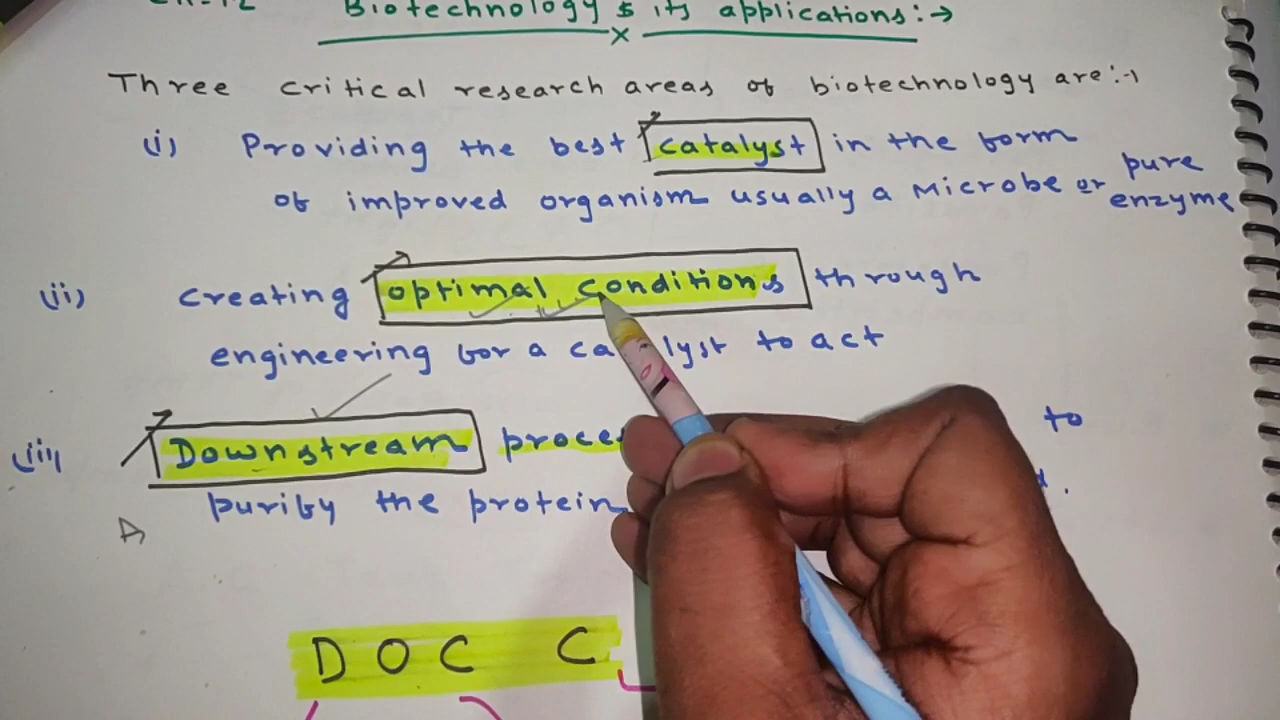 Biotechnology & its applications:→
Three critical research areas of biotechnology are:-
(i) Providing the best catalyst in the form
of improved organism usually a Microbe or pure enzyme
(ii) Creating optimal conditions through
engineering for a catalyst to act
(iii) Downstream to
purify the protein
A
D O C C